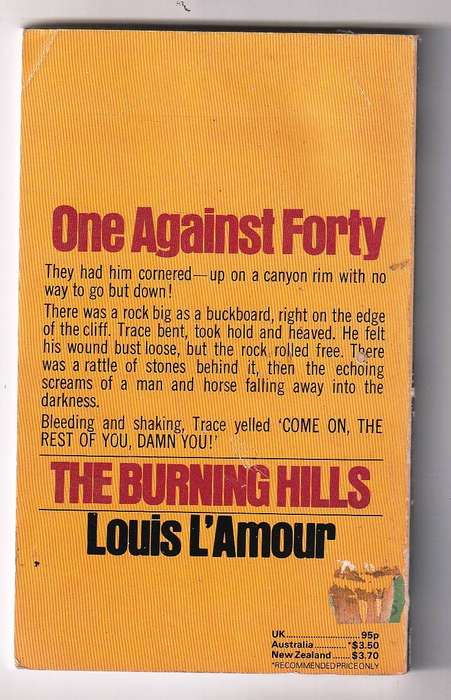 One Against Forty
They had him cornered—up on a canyon rim with no
way to go but down!
There was a rock big as a buckboard, right on the edge
of the cliff. Trace bent, took hold and heaved. He felt
his wound bust loose, but the rock rolled free. There
was a rattle of stones behind it, then the echoing
screams of a man and horse falling away into the
darkness.
Bleeding and shaking, Trace yelled ‘COME ON, THE
REST OF YOU, DAMN YOU!’
THE BURNING HILLS
Louis L’Amour
UK.............................95p
Australia............*$3.50
New Zealand......$3.70
*RECOMMENDED PRICE ONLY